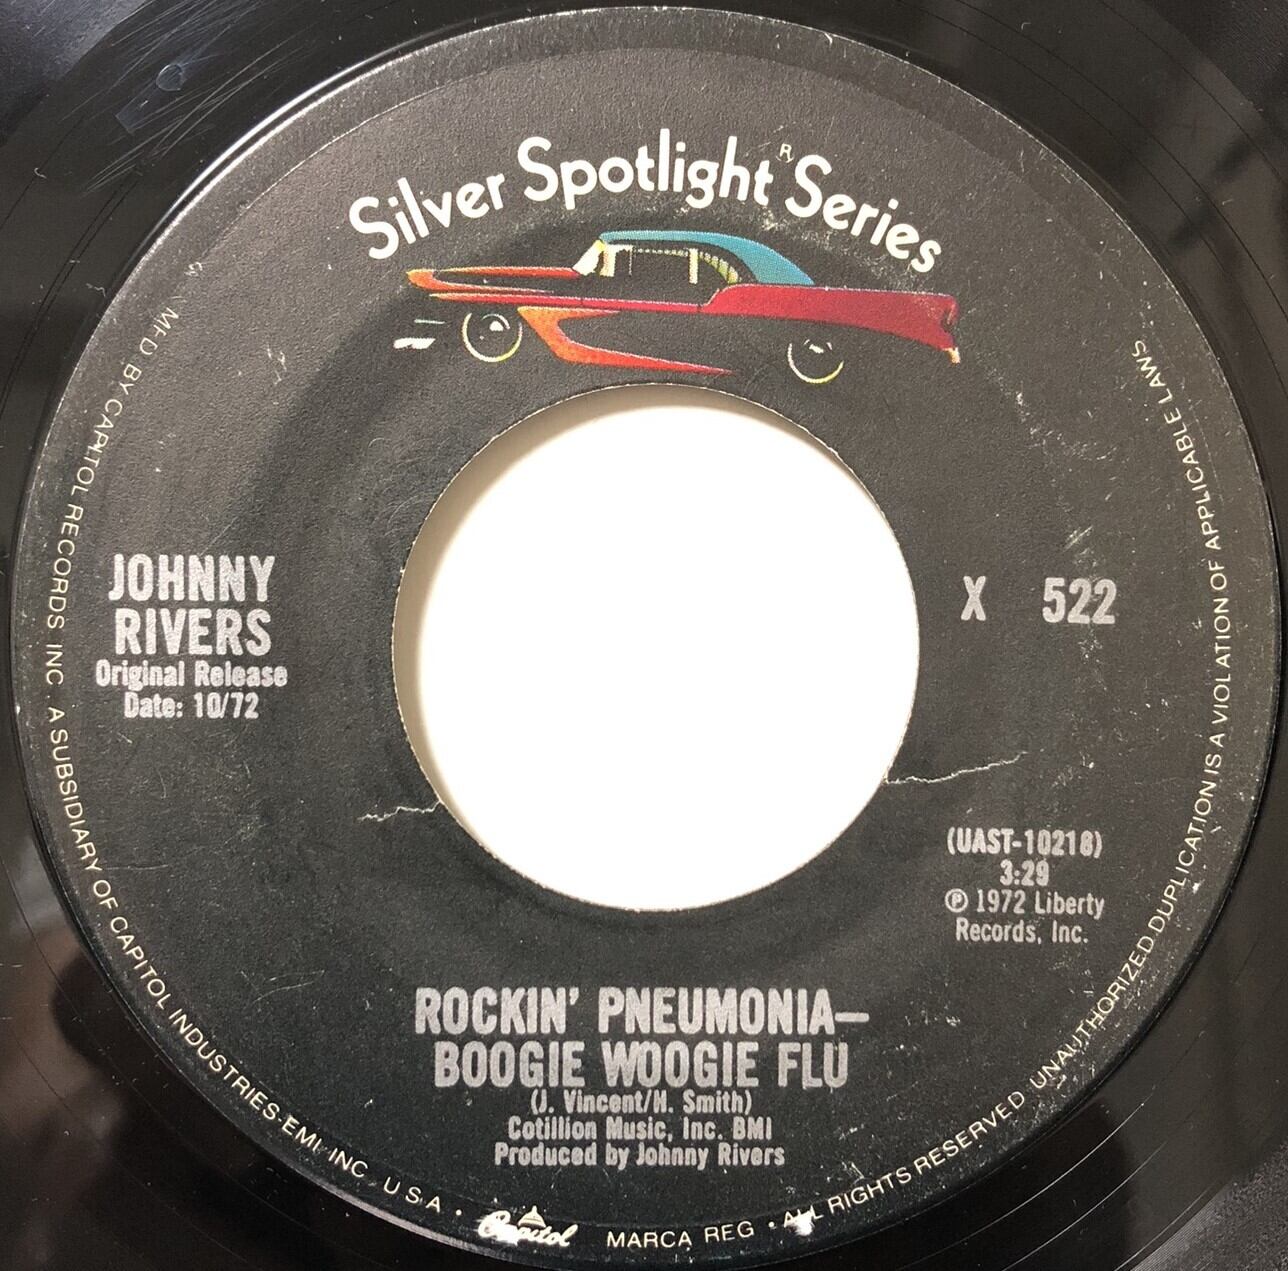 Silver Spotlight® Series
JOHNNY
RIVERS
Original Release
Date: 10/72
X 522
(UAST-10218)
3:29
℗ 1972 Liberty
Records, Inc.
ROCKIN' PNEUMONIA—
BOOGIE WOOGIE FLU
(J. Vincent/H. Smith)
Cotillion Music, Inc. BMI
Produced by Johnny Rivers
MFD BY CAPITOL RECORDS INC. A SUBSIDIARY OF CAPITOL INDUSTRIES-EMI INC, U S A • Capitol MARCA REG • ALL RIGHTS RESERVED UNAUTHORIZED DUPLICATION IS A VIOLATION OF APPLICABLE LAWS